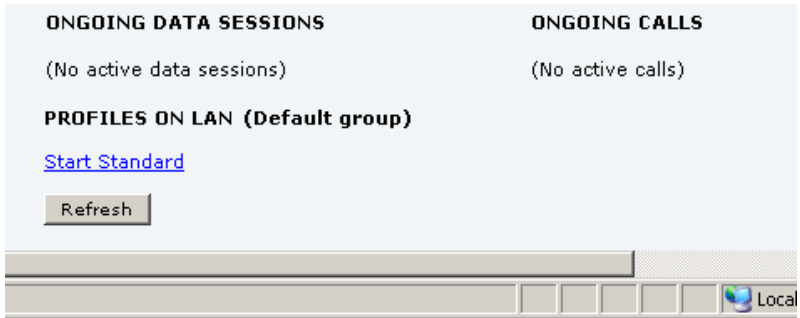 ONGOING DATA SESSIONS
ONGOING CALLS
(No active data sessions)
(No active calls)
PROFILES ON LAN (Default group)
Start Standard
Refresh
Local